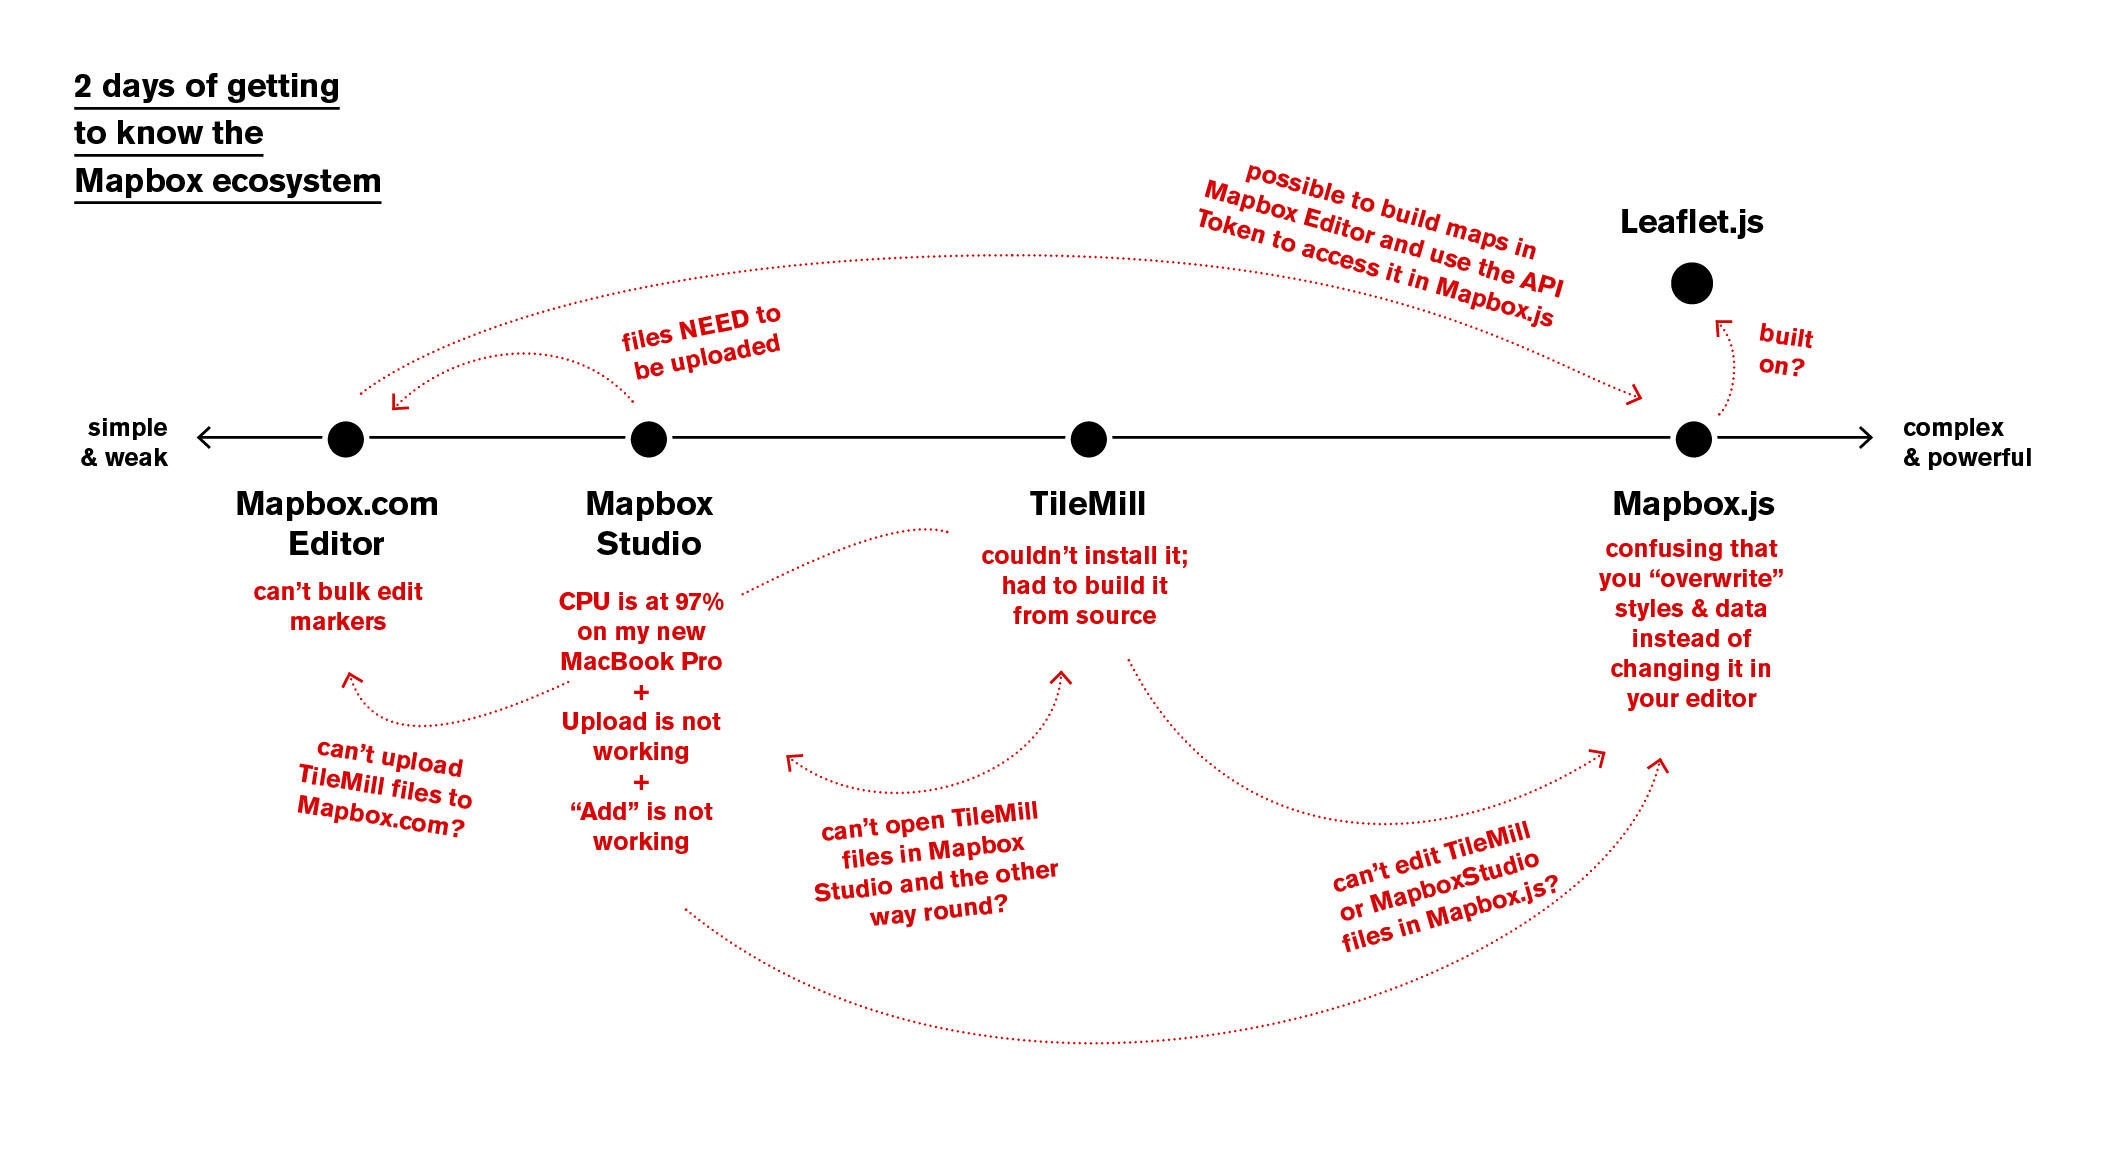 2 days of getting
to know the
Mapbox ecosystem
possible to build maps in
Mapbox Editor and use the API
Token to access it in Mapbox.js
Leaflet.js
files NEED to
be uploaded
built
on?
simple
& weak
complex
& powerful
Mapbox.com
Editor
can’t bulk edit
markers
Mapbox
Studio
CPU is at 97%
on my new
MacBook Pro
+
Upload is not
working
+
“Add” is not
working
TileMill
couldn’t install it;
had to build it
from source
Mapbox.js
confusing that
you “overwrite”
styles & data
instead of
changing it in
your editor
can’t upload
TileMill files to
Mapbox.com?
can’t open TileMill
files in Mapbox
Studio and the other
way round?
can’t edit TileMill
or MapboxStudio
files in Mapbox.js?